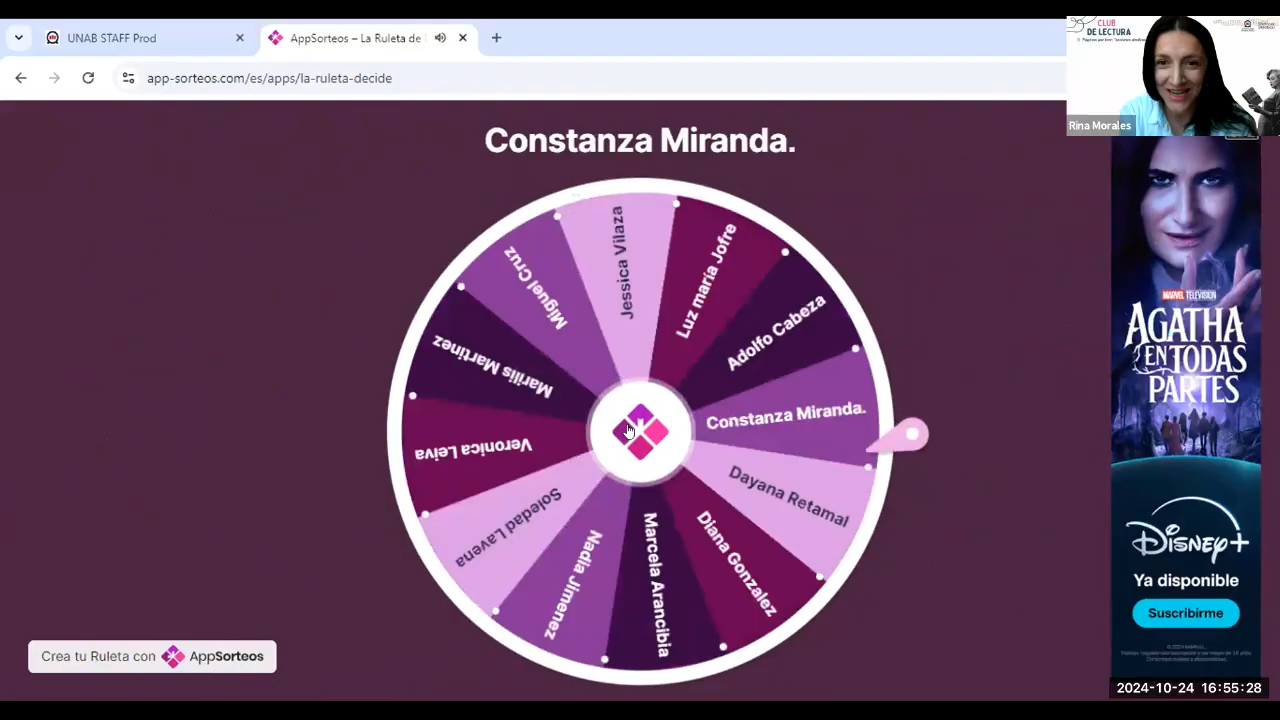 UNAB STAFF Prod
AppSorteos – La Ruleta de
app-sorteos.com/es/apps/la-ruleta-decide
CLUB
DE LECTURA
Rina Morales
Constanza Miranda.
Jessica Vilaza
Luz maria Jofre
Adolfo Cabeza
Constanza Miranda.
Dayana Retamal
Diana Gonzalez
Marcela Arancibia
Nadia Jimenez
Soledad Lavena
Veronica Leiva
Marilis Martinez
Miguel Cruz
Crea tu Ruleta con AppSorteos
MARVEL TELEVISION
AGATHA
EN TODAS
PARTES
Disney+
Ya disponible
Suscribirme
2024-10-24 16:55:28